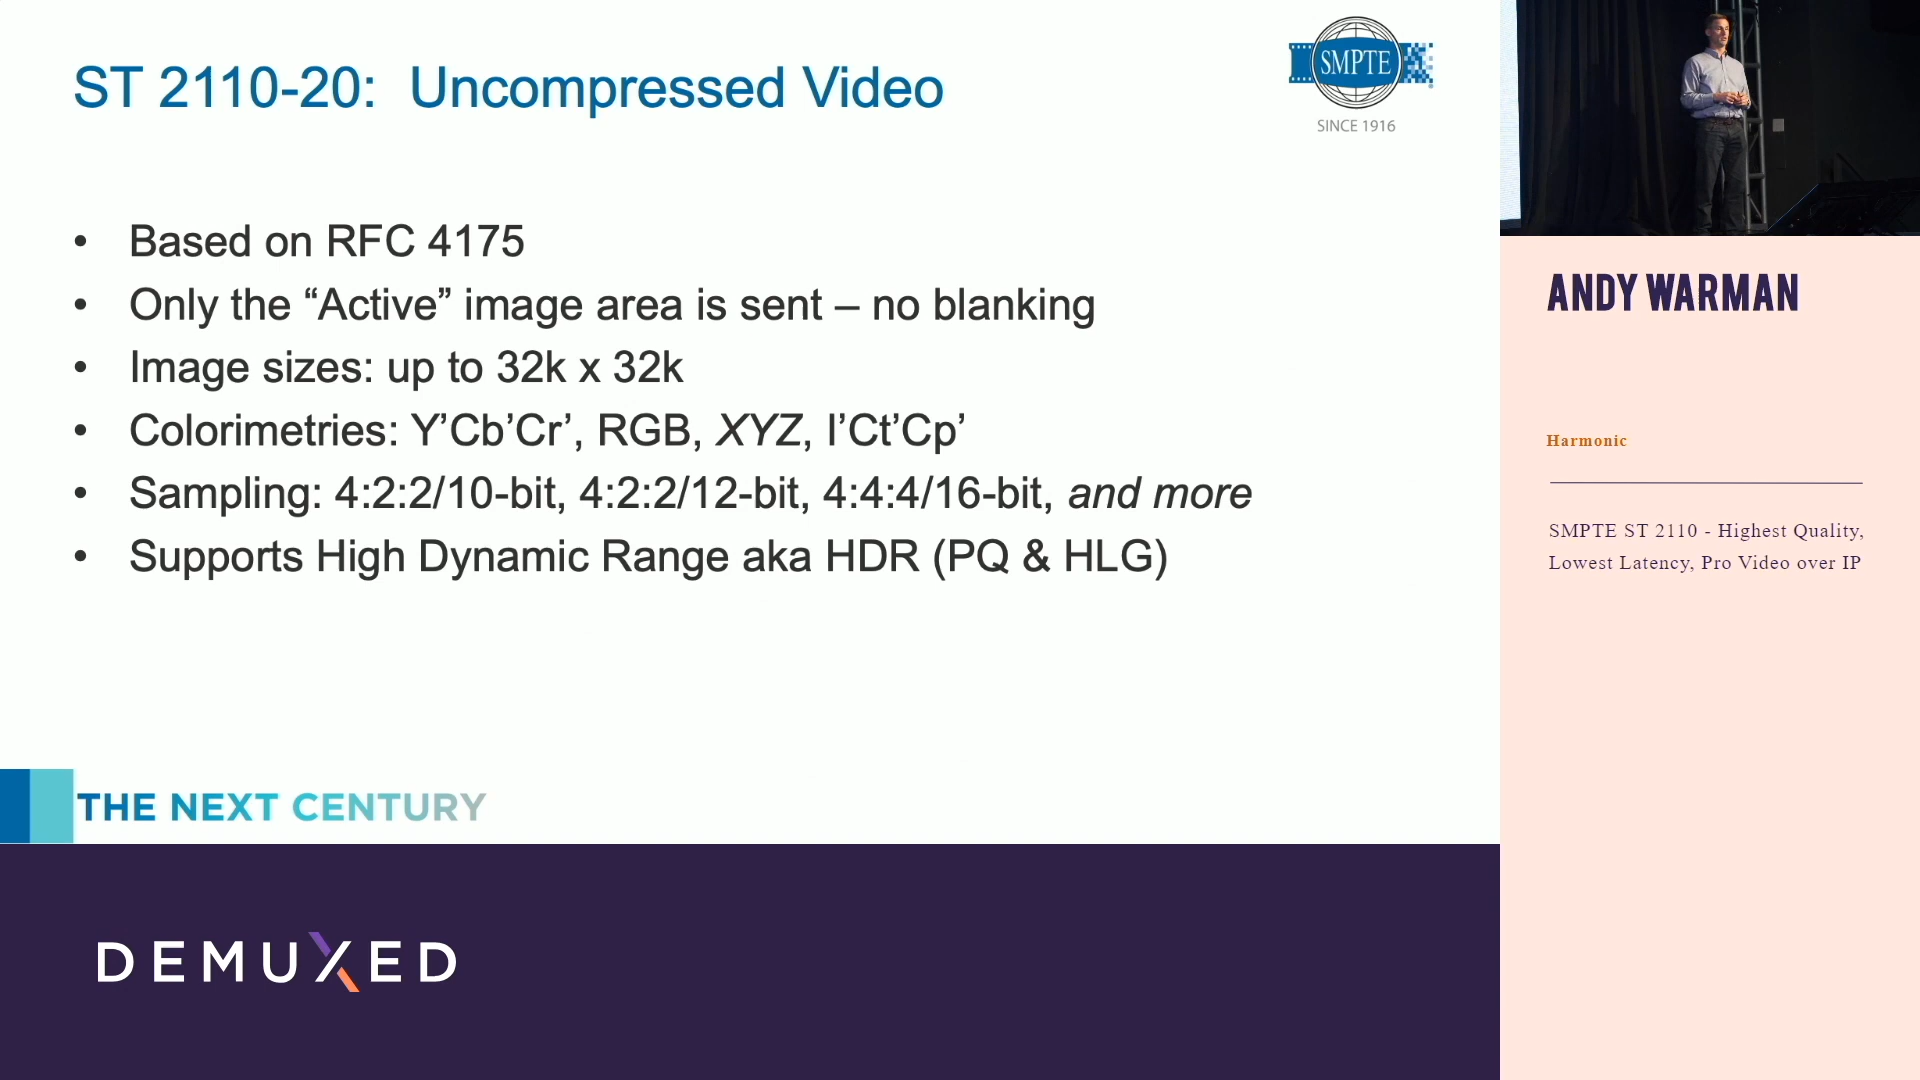 ST 2110-20: Uncompressed Video
SMPTE
SINCE 1916
• Based on RFC 4175
• Only the “Active” image area is sent – no blanking
• Image sizes: up to 32k x 32k
• Colorimetries: Y’Cb’Cr’, RGB, XYZ, I’Ct’Cp’
• Sampling: 4:2:2/10-bit, 4:2:2/12-bit, 4:4:4/16-bit, and more
• Supports High Dynamic Range aka HDR (PQ & HLG)
THE NEXT CENTURY
DEMUXED
ANDY WARMAN
Harmonic
SMPTE ST 2110 - Highest Quality,
Lowest Latency, Pro Video over IP